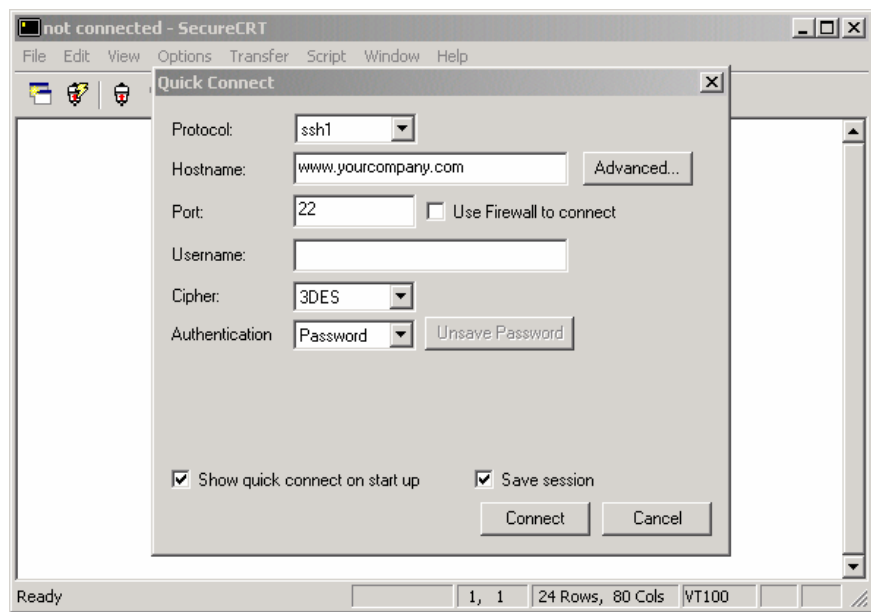 not connected - SecureCRT
File Edit View Options Transfer Script Window Help
Quick Connect
Protocol: ssh1
Hostname: www.yourcompany.com Advanced...
Port: 22 Use Firewall to connect
Username:
Cipher: 3DES
Authentication Password Unsave Password
Show quick connect on start up Save session
Connect Cancel
Ready 1, 1 24 Rows, 80 Cols VT100